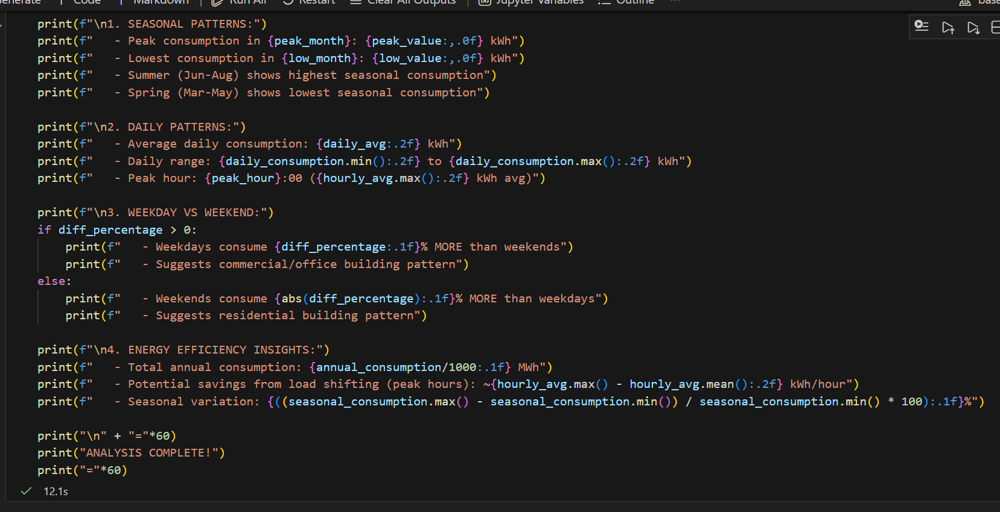 Generate Code Markdown Run All Restart Clear All Outputs Jupyter Variables Outline ...
print(f"\n1. SEASONAL PATTERNS:")
print(f"   - Peak consumption in {peak_month}: {peak_value:,.0f} kWh")
print(f"   - Lowest consumption in {low_month}: {low_value:,.0f} kWh")
print(f"   - Summer (Jun-Aug) shows highest seasonal consumption")
print(f"   - Spring (Mar-May) shows lowest seasonal consumption")
print(f"\n2. DAILY PATTERNS:")
print(f"   - Average daily consumption: {daily_avg:.2f} kWh")
print(f"   - Daily range: {daily_consumption.min():.2f} to {daily_consumption.max():.2f} kWh")
print(f"   - Peak hour: {peak_hour}:00 ({hourly_avg.max():.2f} kWh avg)")
print(f"\n3. WEEKDAY VS WEEKEND:")
if diff_percentage > 0:
    print(f"   - Weekdays consume {diff_percentage:.1f}% MORE than weekends")
    print(f"   - Suggests commercial/office building pattern")
else:
    print(f"   - Weekends consume {abs(diff_percentage):.1f}% MORE than weekdays")
    print(f"   - Suggests residential building pattern")
print(f"\n4. ENERGY EFFICIENCY INSIGHTS:")
print(f"   - Total annual consumption: {annual_consumption/1000:.1f} MWh")
print(f"   - Potential savings from load shifting (peak hours): ~{hourly_avg.max() - hourly_avg.mean():.2f} kWh/hour")
print(f"   - Seasonal variation: {((seasonal_consumption.max() - seasonal_consumption.min()) / seasonal_consumption.min() * 100):.1f}%")
print("\n" + "="*60)
print("ANALYSIS COMPLETE!")
print("="*60)
12.1s